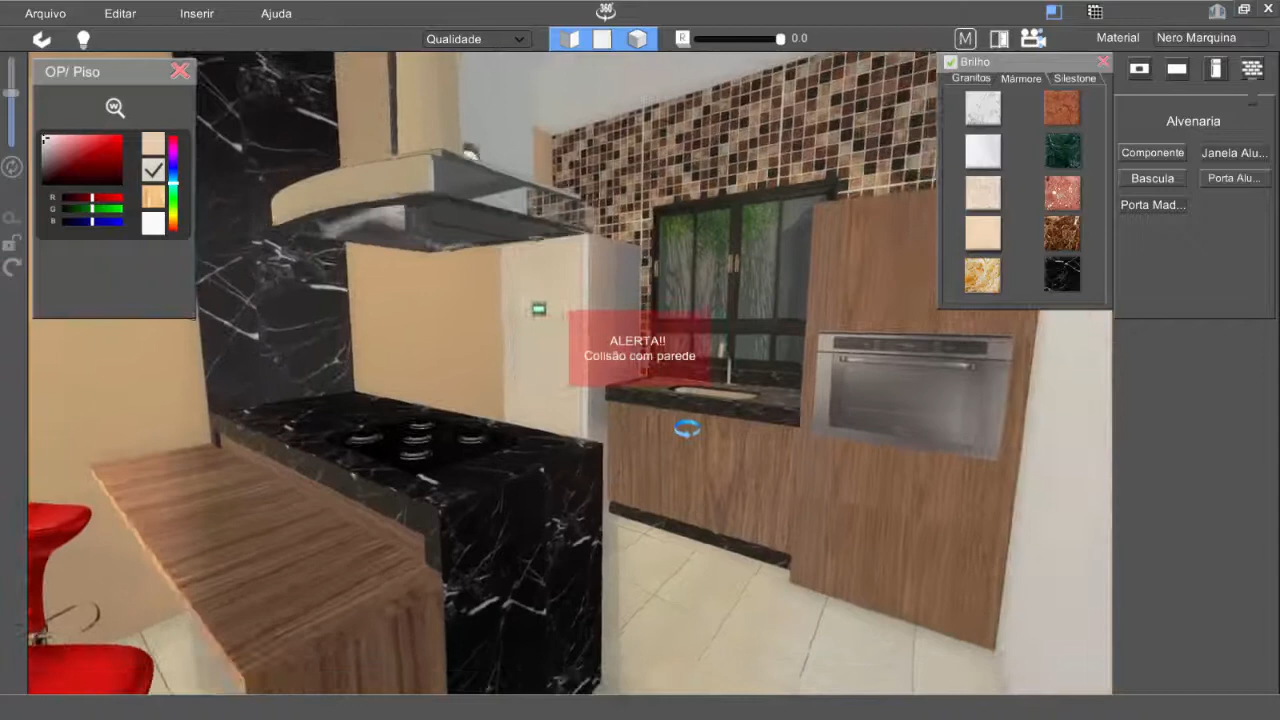 Arquivo Editar Inserir Ajuda 360°
Qualidade R 0.0 M Material Nero Marquina
OP/ Piso
W
R
G
B
Brilho
Granitos Mármore Silestone
Alvenaria
Componente Janela Alu...
Bascula Porta Alu...
Porta Mad...
ALERTA!!
Colisão com parede